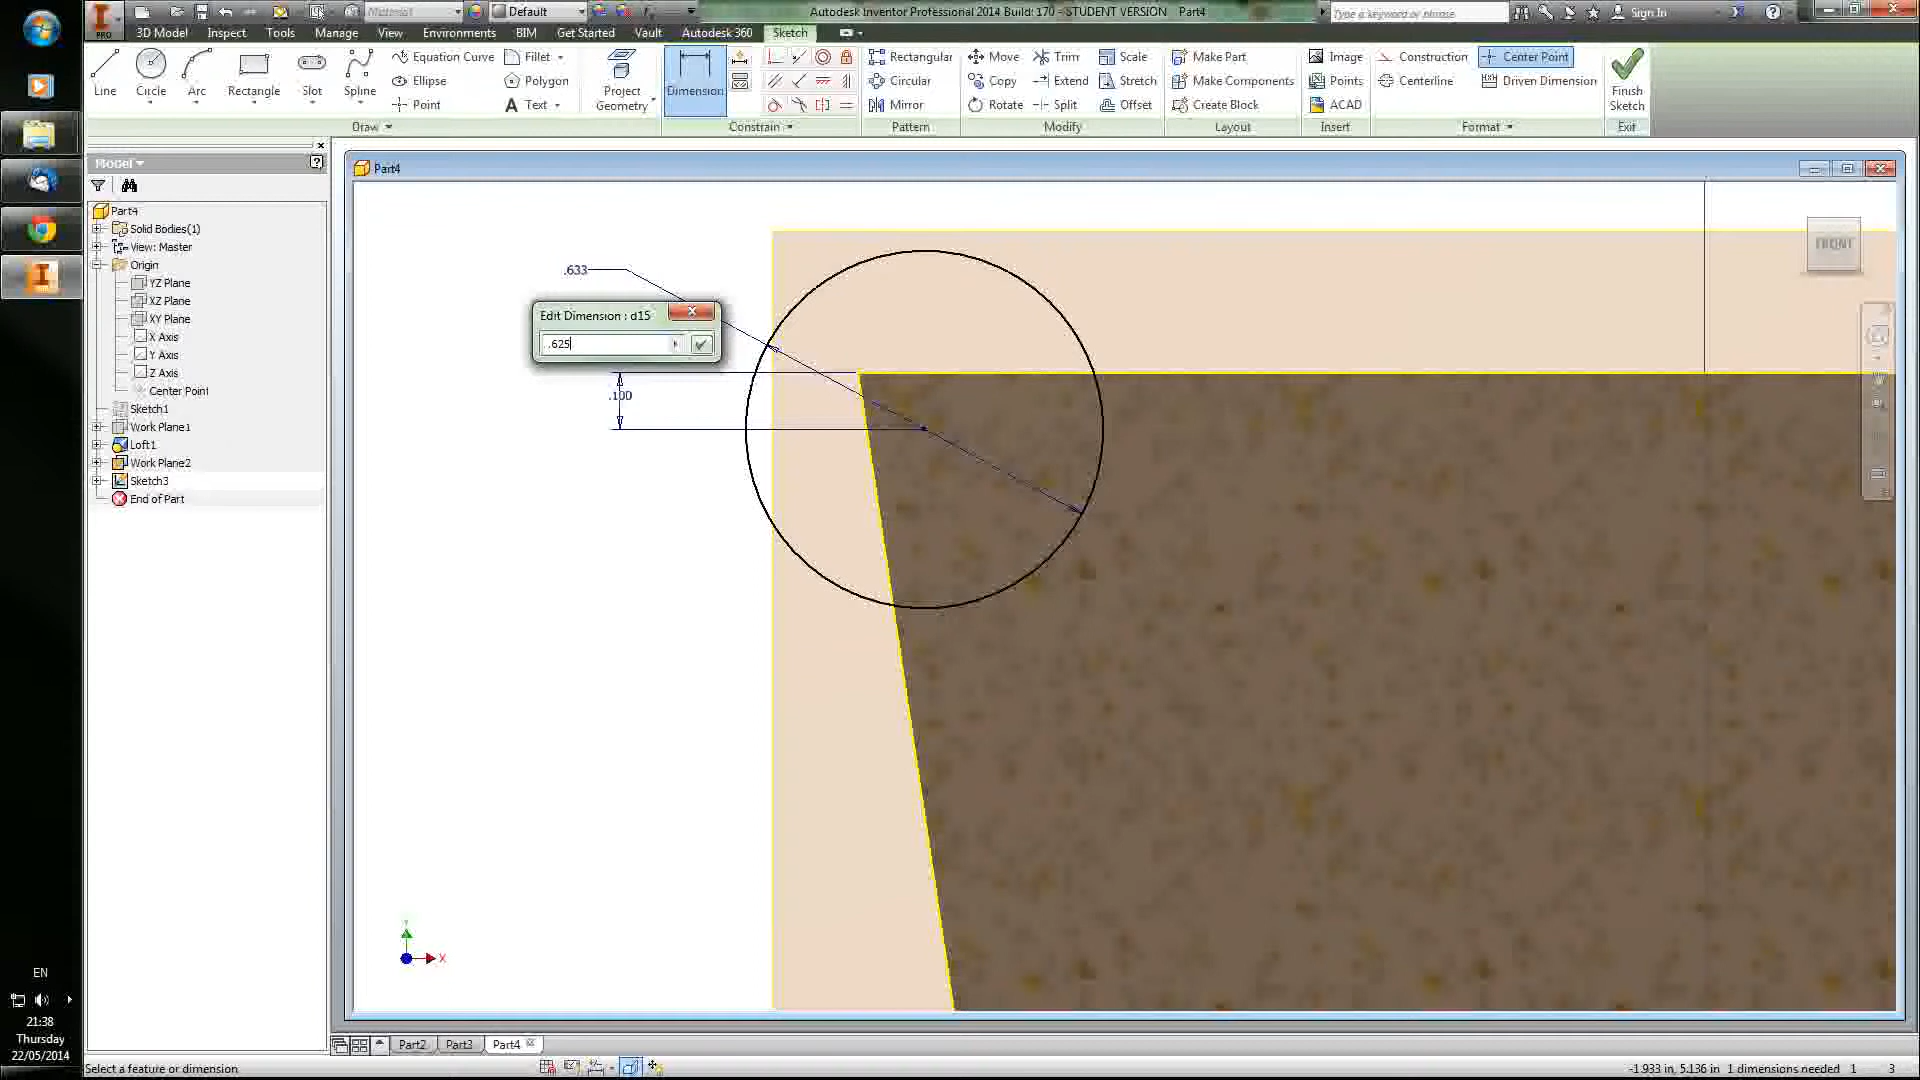 Material Default Autodesk Inventor Professional 2014 Build: 170 - STUDENT VERSION Part4 Type a keyword or phrase Sign In
PRO
3D Model Inspect Tools Manage View Environments BIM Get Started Vault Autodesk 360 Sketch
Line Circle Arc Rectangle Slot Spline
Equation Curve Fillet
Ellipse Polygon
Point Text
Project Geometry
Dimension
Rectangular
Circular
Mirror
Move Trim Scale
Copy Extend Stretch
Rotate Split Offset
Make Part
Make Components
Create Block
Image
Points
ACAD
Construction Center Point
Centerline Driven Dimension
Finish Sketch
Draw Constrain Pattern Modify Layout Insert Format Exit
Model
Part4
Solid Bodies(1)
View: Master
Origin
YZ Plane
XZ Plane
XY Plane
X Axis
Y Axis
Z Axis
Center Point
Sketch1
Work Plane1
Loft1
Work Plane2
Sketch3
End of Part
Part4
FRONT
.633
Edit Dimension : d15
.625
.100
Y
X
EN
21:38
Thursday
22/05/2014
Part2 Part3 Part4
Select a feature or dimension
-1.933 in, 5.136 in 1 dimensions needed 1 3